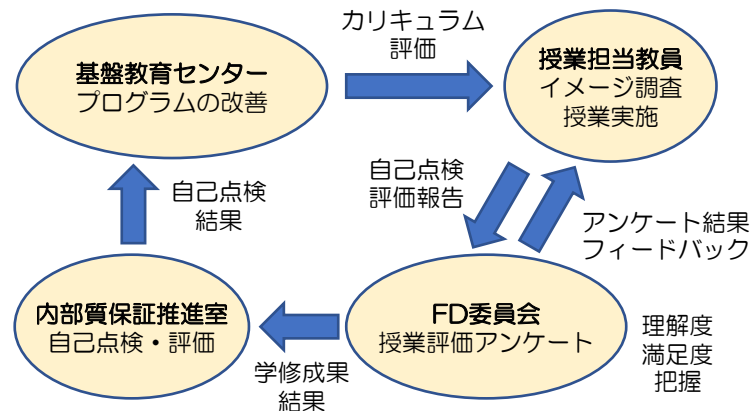 カリキュラム
評価
基盤教育センター
プログラムの改善
授業担当教員
イメージ調査
授業実施
自己点検
結果
自己点検
評価報告
アンケート結果
フィードバック
内部質保証推進室
自己点検・評価
FD委員会
授業評価アンケート
理解度
満足度
把握
学修成果
結果